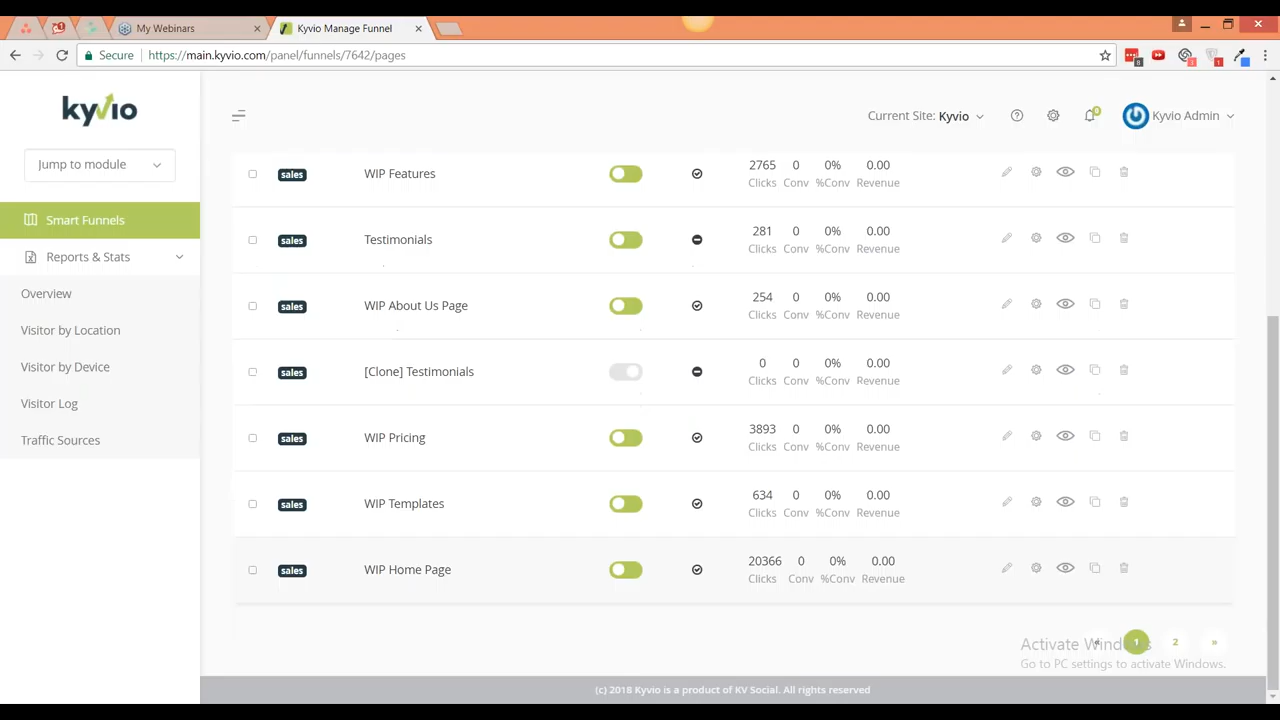 My Webinars
Kyvio Manage Funnel
Secure https://main.kyvio.com/panel/funnels/7642/pages
kyvio
Current Site: Kyvio
Kyvio Admin
Jump to module
Smart Funnels
Reports & Stats
Overview
Visitor by Location
Visitor by Device
Visitor Log
Traffic Sources
sales WIP Features 2765 0 0% 0.00
Clicks Conv %Conv Revenue
sales Testimonials 281 0 0% 0.00
Clicks Conv %Conv Revenue
sales WIP About Us Page 254 0 0% 0.00
Clicks Conv %Conv Revenue
sales [Clone] Testimonials 0 0 0% 0.00
Clicks Conv %Conv Revenue
sales WIP Pricing 3893 0 0% 0.00
Clicks Conv %Conv Revenue
sales WIP Templates 634 0 0% 0.00
Clicks Conv %Conv Revenue
sales WIP Home Page 20366 0 0% 0.00
Clicks Conv %Conv Revenue
« 1 2 »
Activate Windows
Go to PC settings to activate Windows.
(c) 2018 Kyvio is a product of KV Social. All rights reserved